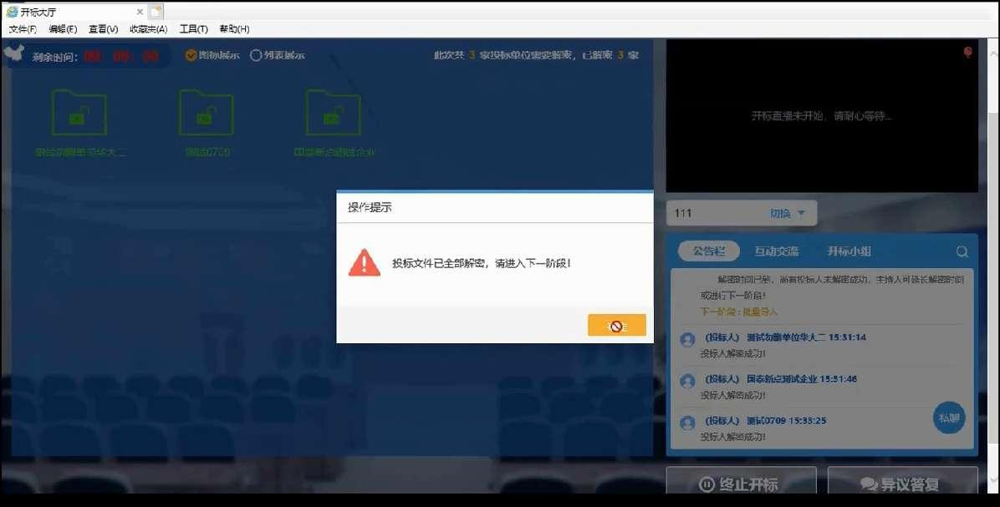 开标大厅
文件(F) 编辑(E) 查看(V) 收藏夹(A) 工具(T) 帮助(H)
剩余时间： 00: 00: 00
图标展示 列表展示
此次共 3 家投标单位需要解密，已解密 3 家
测试勿删单位华大二 测试0709 国泰新点测试企业
开标直播未开始，请耐心等待...
操作提示
投标文件已全部解密，请进入下一阶段！
111 切换
公告栏 互动交流 开标小组
解密时间已到，尚有投标人未解密成功，主持人可延长解密时间
或进行下一阶段！
下一阶段：批量导入
(投标人) 测试勿删单位华大二 15:31:14
投标人解密成功！
(投标人) 国泰新点测试企业 15:31:46
投标人解密成功！
(投标人) 测试0709 15:33:25
投标人解密成功！
私聊
终止开标 异议答复